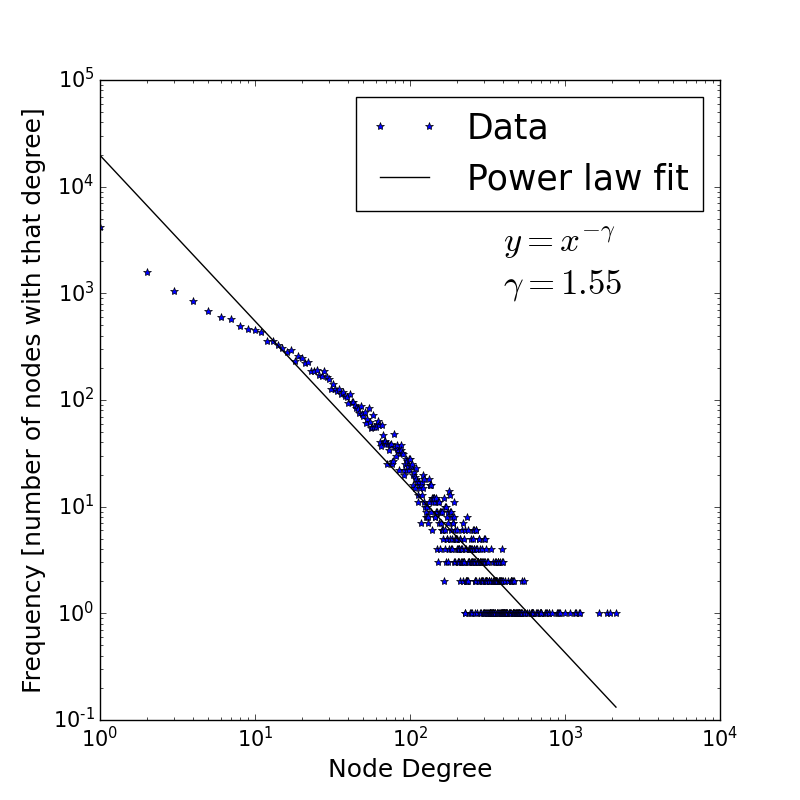 Data
Power law fit
y = x^{-γ}
γ = 1.55
Frequency [number of nodes with that degree]
10^5
10^4
10^3
10^2
10^1
10^0
10^{-1}
10^0 10^1 10^2 10^3 10^4
Node Degree